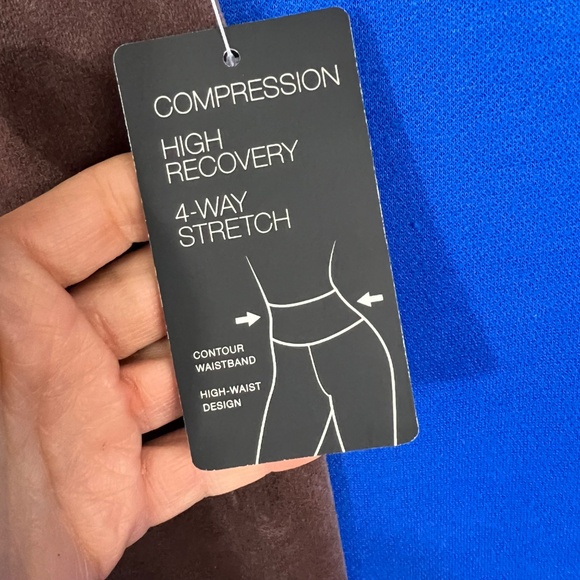 COMPRESSION
HIGH
RECOVERY
4-WAY
STRETCH
CONTOUR
WAISTBAND
HIGH-WAIST
DESIGN